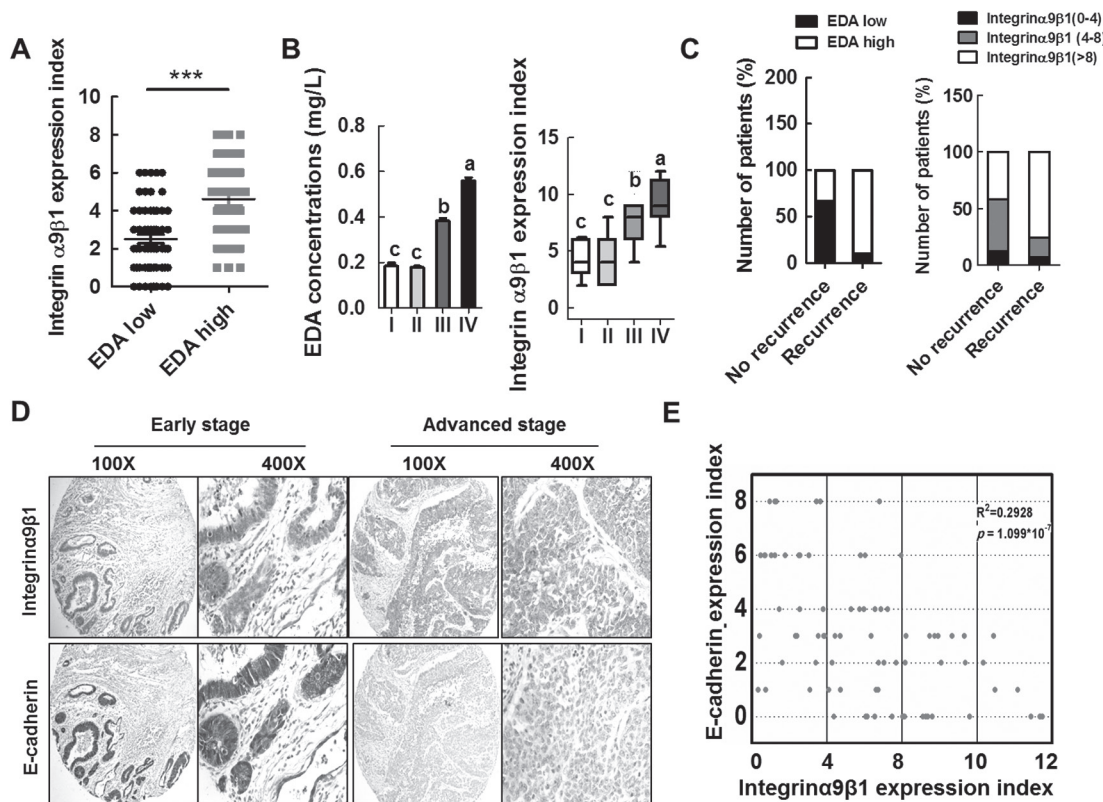 A
Integrin α9β1 expression index
***
10
8
6
4
2
0
EDA low
EDA high
B
EDA concentrations (mg/L)
0.8
0.6
0.4
0.2
0.0
c
c
b
a
I
II
III
IV
Integrin α9β1 expression index
15
10
5
0
c
c
b
a
I
II
III
IV
C
EDA low
EDA high
Number of patients (%)
200
150
100
50
0
No recurrence
Recurrence
Integrinα9β1(0-4)
Integrinα9β1 (4-8)
Integrinα9β1(>8)
Number of patients (%)
150
100
50
0
No recurrence
Recurrence
D
Early stage
Advanced stage
100X
400X
100X
400X
Integrinα9β1
E-cadherin
E
E-cadherin expression index
8
6
4
2
0
R²=0.2928
p = 1.099*10⁻⁷
0
4
8
10
12
Integrinα9β1 expression index